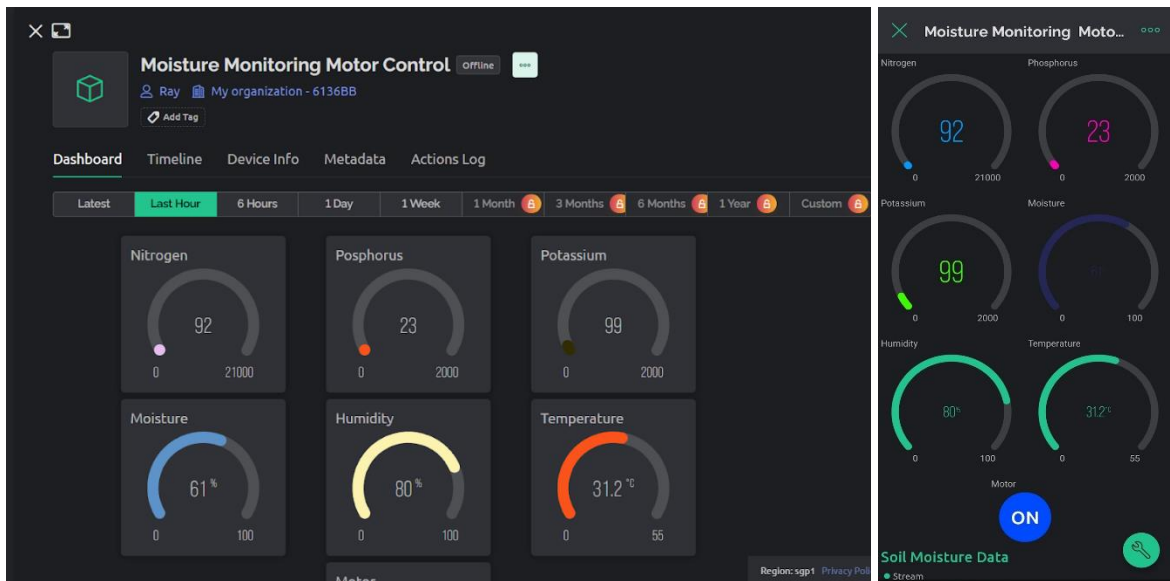 Moisture Monitoring Motor Control Offline
Ray My organization - 6136BB
Add Tag
Dashboard Timeline Device Info Metadata Actions Log
Latest Last Hour 6 Hours 1 Day 1 Week 1 Month 3 Months 6 Months 1 Year Custom
Nitrogen Posphorus Potassium
92 23 99
0 21000 0 2000 0 2000
Moisture Humidity Temperature
61 % 80 % 31.2 °C
0 100 0 100 0 55
Motor
Region: sgp1 Privacy Poli
Moisture Monitoring Moto...
Nitrogen Phosphorus
92 23
0 21000 0 2000
Potassium Moisture
99 61
0 2000 0 100
Humidity Temperature
80% 31.2°C
0 100 0 55
Motor
ON
Soil Moisture Data
Stream